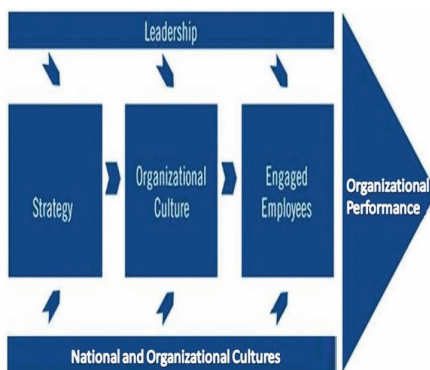 Leadership
Strategy
Organizational
Culture
Engaged
Employees
Organizational
Performance
National and Organizational Cultures